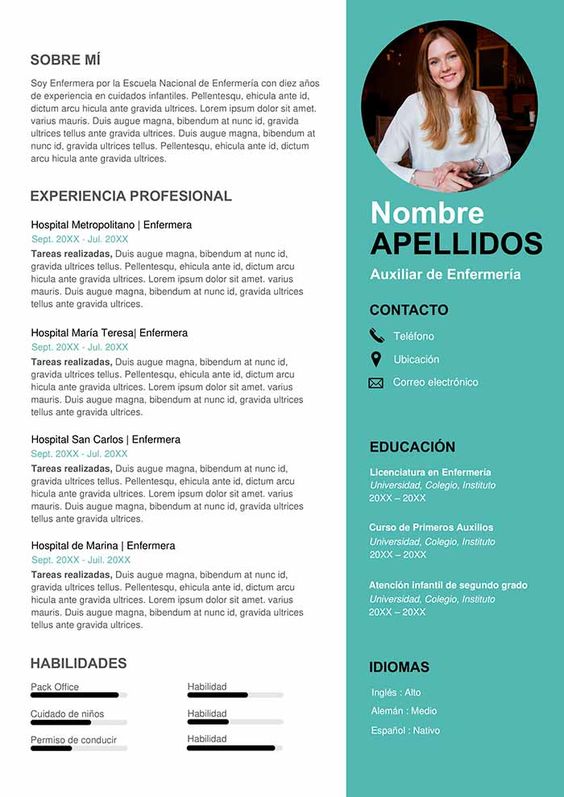 SOBRE MÍ
Soy Enfermera por la Escuela Nacional de Enfermería con diez años
de experiencia en cuidados infantiles. Pellentesqu, ehicula ante id,
dictum arcu hicula ante gravida ultrices. Lorem ipsum dolor sit amet.
varius mauris. Duis augue magna, bibendum at nunc id, gravida
ultrices tellus ante gravida ultrices. Duis augue magna, bibendum at
nunc id, gravida ultrices tellus. Pellentesqu, ehicula ante id, dictum
arcu hicula ante gravida ultrices.
EXPERIENCIA PROFESIONAL
Hospital Metropolitano | Enfermera
Sept. 20XX - Jul. 20XX
Tareas realizadas, Duis augue magna, bibendum at nunc id,
gravida ultrices tellus. Pellentesqu, ehicula ante id, dictum arcu
hicula ante gravida ultrices. Lorem ipsum dolor sit amet. varius
mauris. Duis augue magna, bibendum at nunc id, gravida ultrices
tellus ante gravida ultrices.
Hospital María Teresa| Enfermera
Sept. 20XX - Jul. 20XX
Tareas realizadas, Duis augue magna, bibendum at nunc id,
gravida ultrices tellus. Pellentesqu, ehicula ante id, dictum arcu
hicula ante gravida ultrices. Lorem ipsum dolor sit amet. varius
mauris. Duis augue magna, bibendum at nunc id, gravida
ultrices tellus ante gravida ultrices.
Hospital San Carlos | Enfermera
Sept. 20XX - Jul. 20XX
Tareas realizadas, Duis augue magna, bibendum at nunc id,
gravida ultrices tellus. Pellentesqu, ehicula ante id, dictum
arcu hicula ante gravida ultrices. Lorem ipsum dolor sit amet.
varius mauris. Duis augue magna, bibendum at nunc id, gravida
ultrices tellus ante gravida ultrices.
Hospital de Marina | Enfermera
Sept. 20XX - Juil. 20XX
Tareas realizadas, Duis augue magna, bibendum at nunc id,
gravida ultrices tellus. Pellentesqu, ehicula ante id, dictum
arcu hicula ante gravida ultrices. Lorem ipsum dolor sit amet.
varius mauris. Duis augue magna, bibendum at nunc id, gravida
ultrices tellus ante gravida ultrices.
HABILIDADES
Pack Office
Habilidad
Cuidado de niños
Habilidad
Permiso de conducir
Habilidad
Nombre
APELLIDOS
Auxiliar de Enfermería
CONTACTO
Teléfono
Ubicación
Correo electrónico
EDUCACIÓN
Licenciatura en Enfermería
Universidad, Colegio, Instituto
20XX – 20XX
Curso de Primeros Auxilios
Universidad, Colegio, Instituto
20XX – 20XX
Atención infantil de segundo grado
Universidad, Colegio, Instituto
20XX – 20XX
IDIOMAS
Inglés : Alto
Alemán : Medio
Español : Nativo